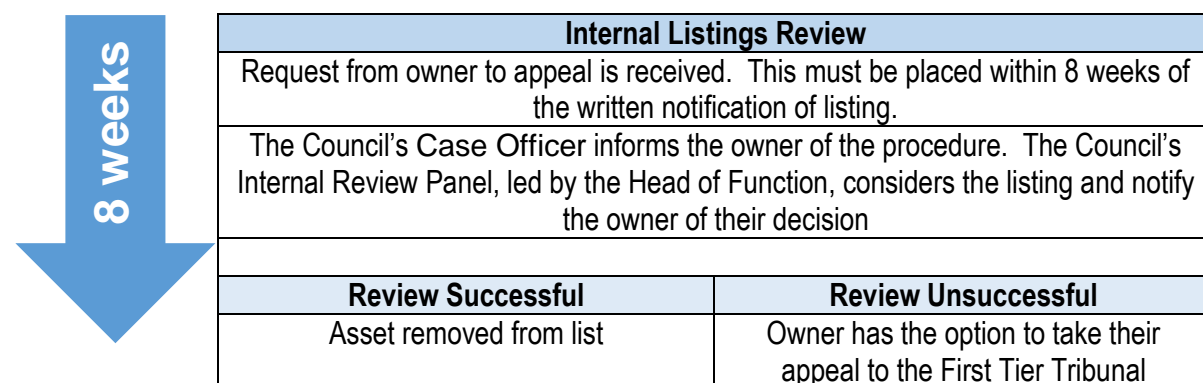 8 weeks
Internal Listings Review
Request from owner to appeal is received.  This must be placed within 8 weeks of
the written notification of listing.
The Council’s Case Officer informs the owner of the procedure.  The Council’s
Internal Review Panel, led by the Head of Function, considers the listing and notify
the owner of their decision
Review Successful
Review Unsuccessful
Asset removed from list
Owner has the option to take their
appeal to the First Tier Tribunal